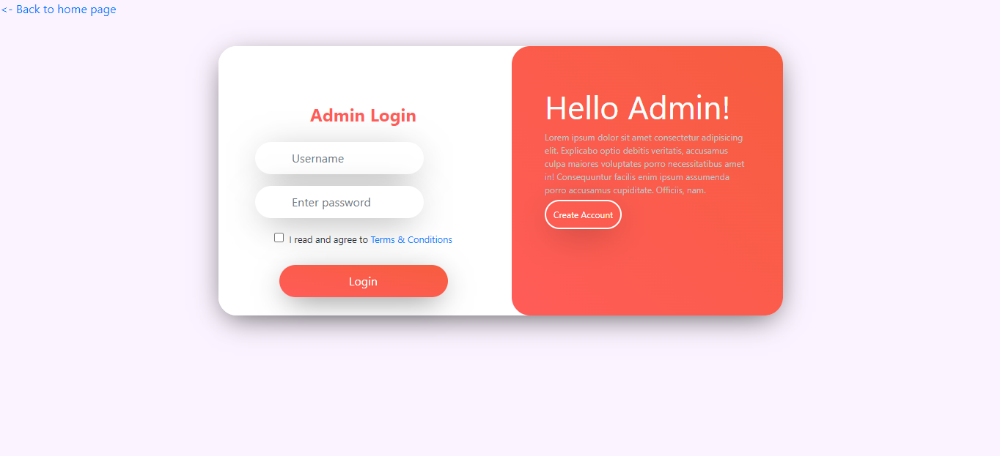 <- Back to home page
Admin Login
Username
Enter password
I read and agree to Terms & Conditions
Login
Hello Admin!
Lorem ipsum dolor sit amet consectetur adipisicing
elit. Explicabo optio debitis veritatis, accusamus
culpa maiores voluptates porro necessitatibus amet
in! Consequuntur facilis enim ipsum assumenda
porro accusamus cupiditate. Officiis, nam.
Create Account